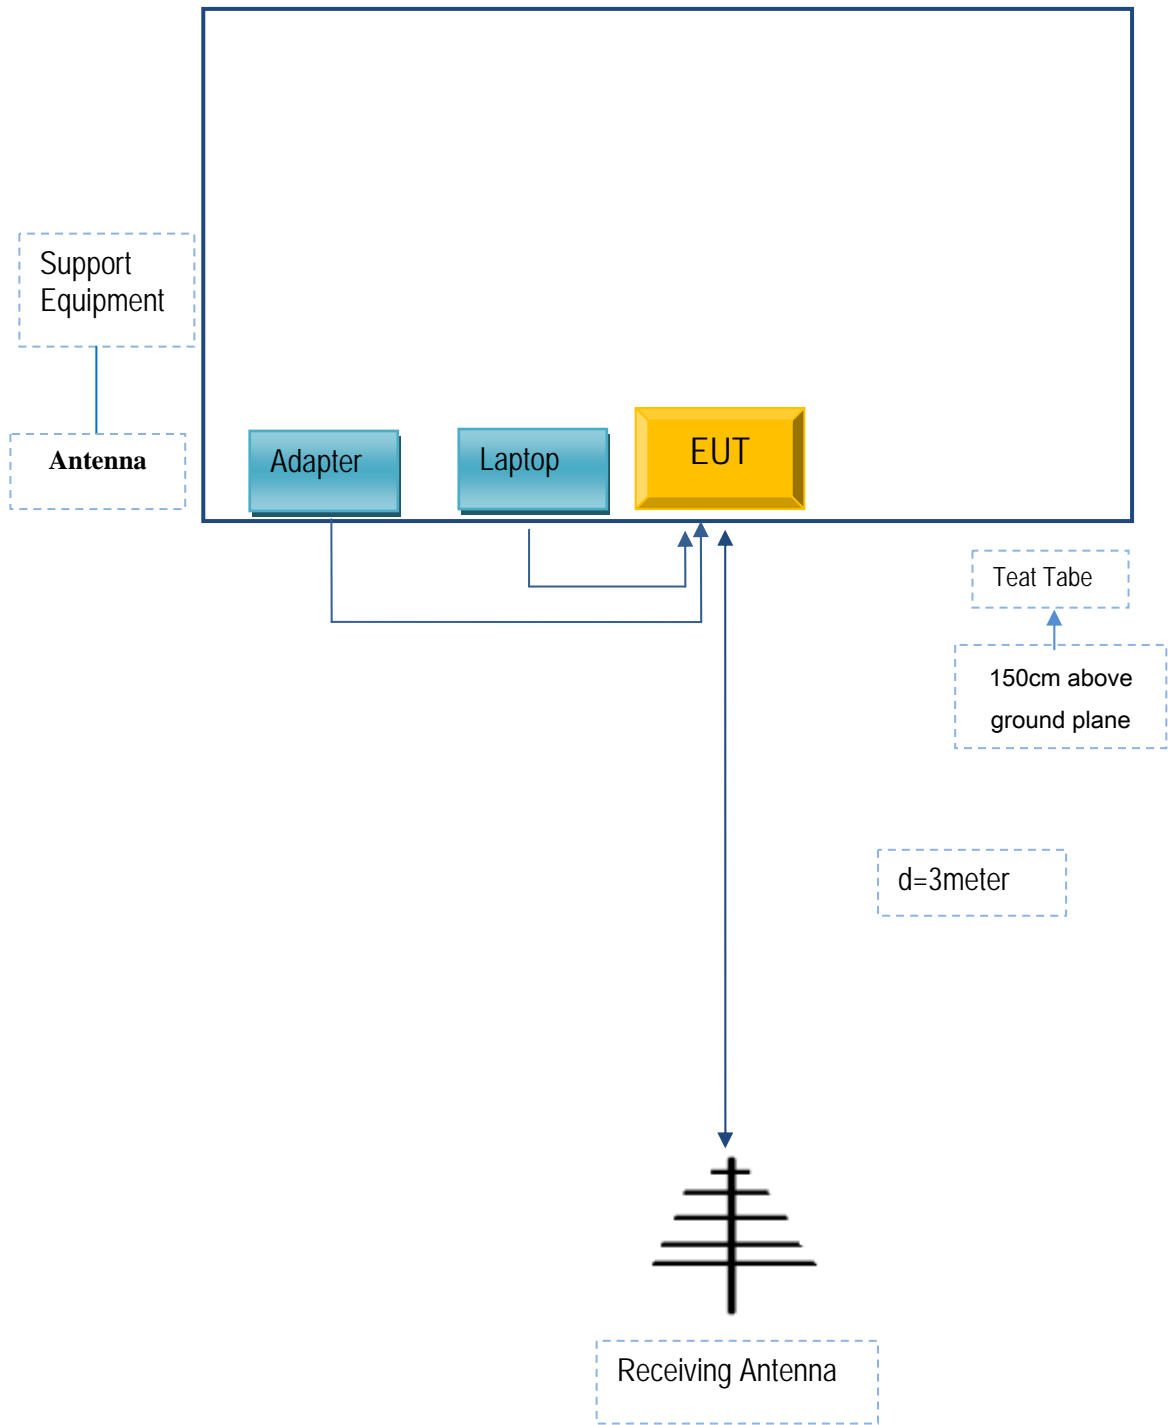 Support
Equipment
Antenna
Adapter
Laptop
EUT
Teat Tabe
150cm above
ground plane
d=3meter
Receiving Antenna